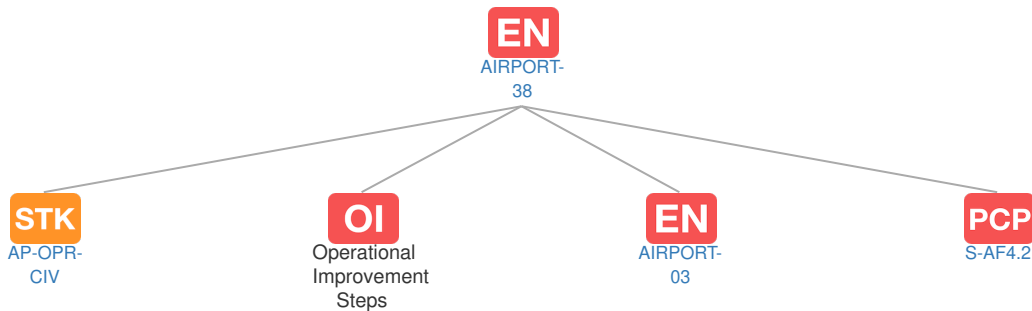 EN
AIRPORT-
38
STK
AP-OPR-
CIV
OI
Operational
Improvement
Steps
EN
AIRPORT-
03
PCP
S-AF4.2